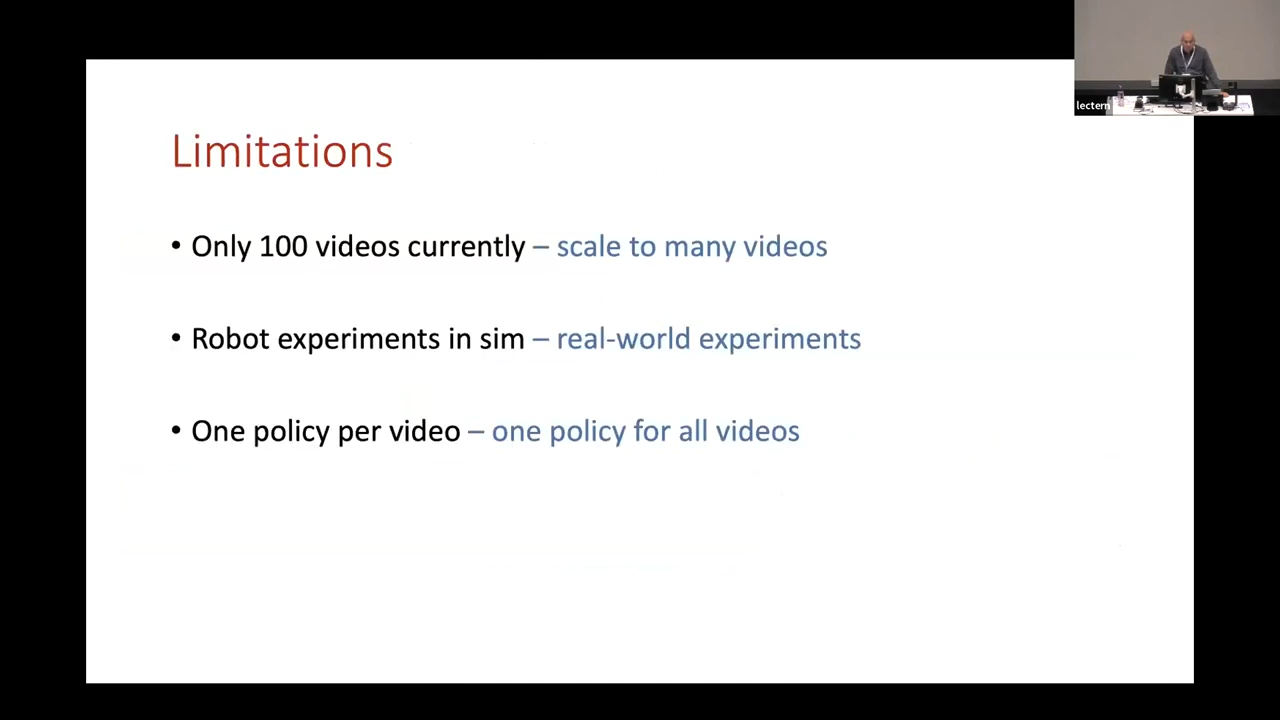 Limitations
• Only 100 videos currently – scale to many videos
• Robot experiments in sim – real-world experiments
• One policy per video – one policy for all videos
lectern